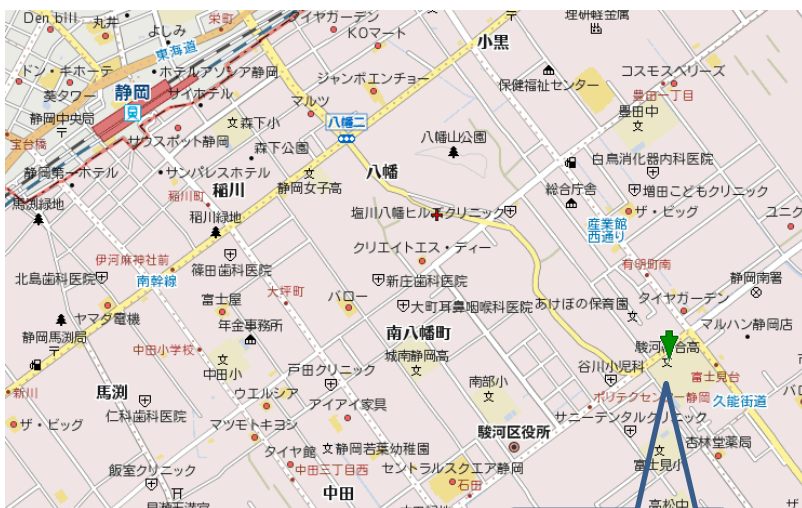 Den bill
丸井
よしみ
栄町
タイヤガーデン
KOマート
東海道
小黒
理研軽金属
ドン・キホーテ
ホテルアソシア静岡
ジャンボエンチョー
保健福祉センター
コスモスベリーズ
葵タワー
静岡
サイホテル
マルツ
豊田一丁目
静岡中央局
森下小
八幡二
豊田中
宝台橋
サウスポット静岡
森下公園
八幡山公園
白鳥消化器内科医院
静岡第一ホテル
サンパレスホテル
静岡女子高
八幡
稲川
稲川町
総合庁舎
増田こどもクリニック
馬渕緑地
稲川緑地
塩川八幡ヒルズクリニック
産業館
西通り
ザ・ビッグ
ユニク
伊河麻神社前
クリエイトエス・ディー
有明町南
北島歯科医院
南幹線
篠田歯科医院
新庄歯科医院
静岡南署
大坪町
バロー
大町耳鼻咽喉科医院
あけぼの保育園
タイヤガーデン
ヤマダ電機
富士屋
年金事務所
南八幡町
マルハン静岡店
静岡馬渕局
中田小学校
城南静岡高
駿河総合高
中田小
戸田クリニック
南部小
谷川小児科
富士見台
新川
馬渕
ウエルシア
アイアイ家具
ポリテクセンター静岡
久能街道
バロ
仁科歯科医院
ザ・ビッグ
マツモトキヨシ
サニーデンタルクリニック
駿河区役所
タイヤ館
静岡若葉幼稚園
杏林堂薬局
飯室クリニック
中田三丁目西
セントラルスクエア静岡
富士見小
石田
中田
高松中
ザ